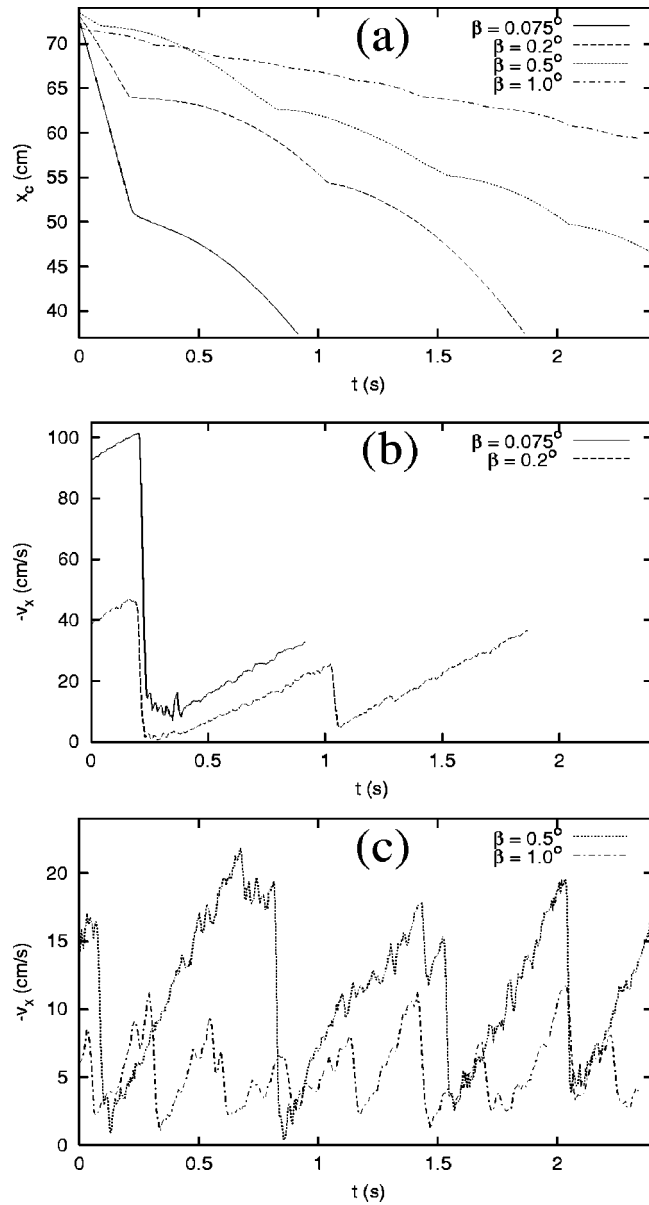 (a)
β = 0.075°
β = 0.2°
β = 0.5°
β = 1.0°
70
65
60
55
50
45
40
x_c (cm)
0 0.5 1 1.5 2
t (s)
(b)
β = 0.075°
β = 0.2°
100
80
60
40
20
0
-v_x (cm/s)
0 0.5 1 1.5 2
t (s)
(c)
β = 0.5°
β = 1.0°
20
15
10
5
0
-v_x (cm/s)
0 0.5 1 1.5 2
t (s)